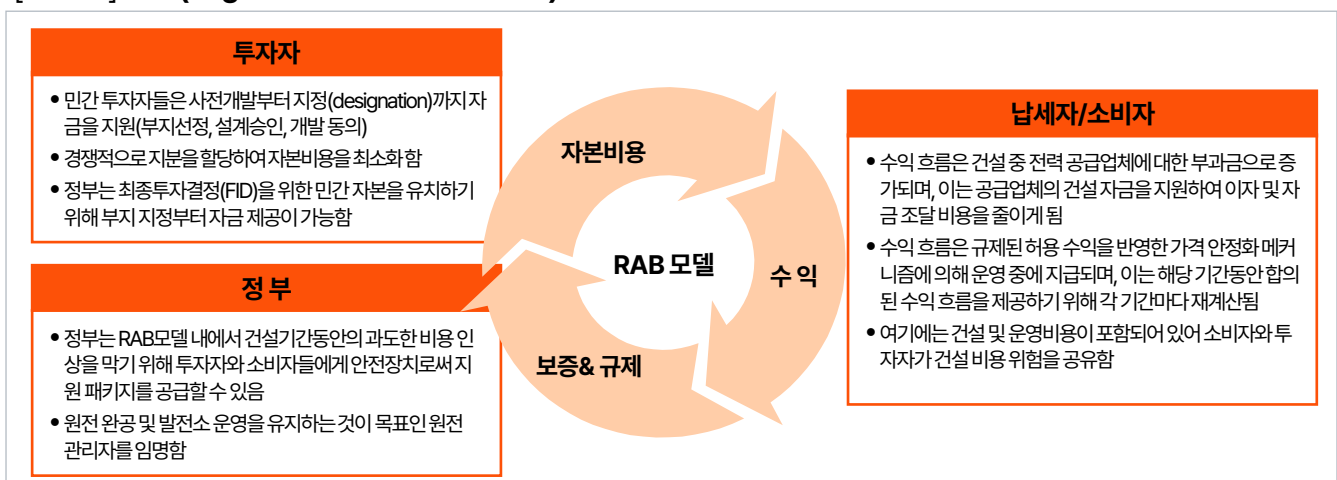 투자자
• 민간 투자자들은 사전개발부터 지정(designation)까지 자
금을 지원(부지선정, 설계승인, 개발 동의)
• 경쟁적으로 지분을 할당하여 자본비용을 최소화 함
• 정부는 최종투자결정(FID)을 위한 민간 자본을 유치하기
위해 부지 지정부터 자금 제공이 가능함
정 부
• 정부는 RAB모델 내에서 건설기간동안의 과도한 비용 인
상을 막기 위해 투자자와 소비자들에게 안전장치로써 지
원 패키지를 공급할 수 있음
• 원전 완공 및 발전소 운영을 유지하는 것이 목표인 원전
관리자를 임명함
자본비용
RAB 모델
수 익
보증& 규제
납세자/소비자
• 수익 흐름은 건설 중 전력 공급업체에 대한 부과금으로 증
가되며, 이는 공급업체의 건설 자금을 지원하여 이자 및 자
금 조달 비용을 줄이게 됨
• 수익 흐름은 규제된 허용 수익을 반영한 가격 안정화 메커
니즘에 의해 운영 중에 지급되며, 이는 해당 기간동안 합의
된 수익 흐름을 제공하기 위해 각 기간마다 재계산됨
• 여기에는 건설 및 운영비용이 포함되어 있어 소비자와 투
자자가 건설 비용 위험을 공유함